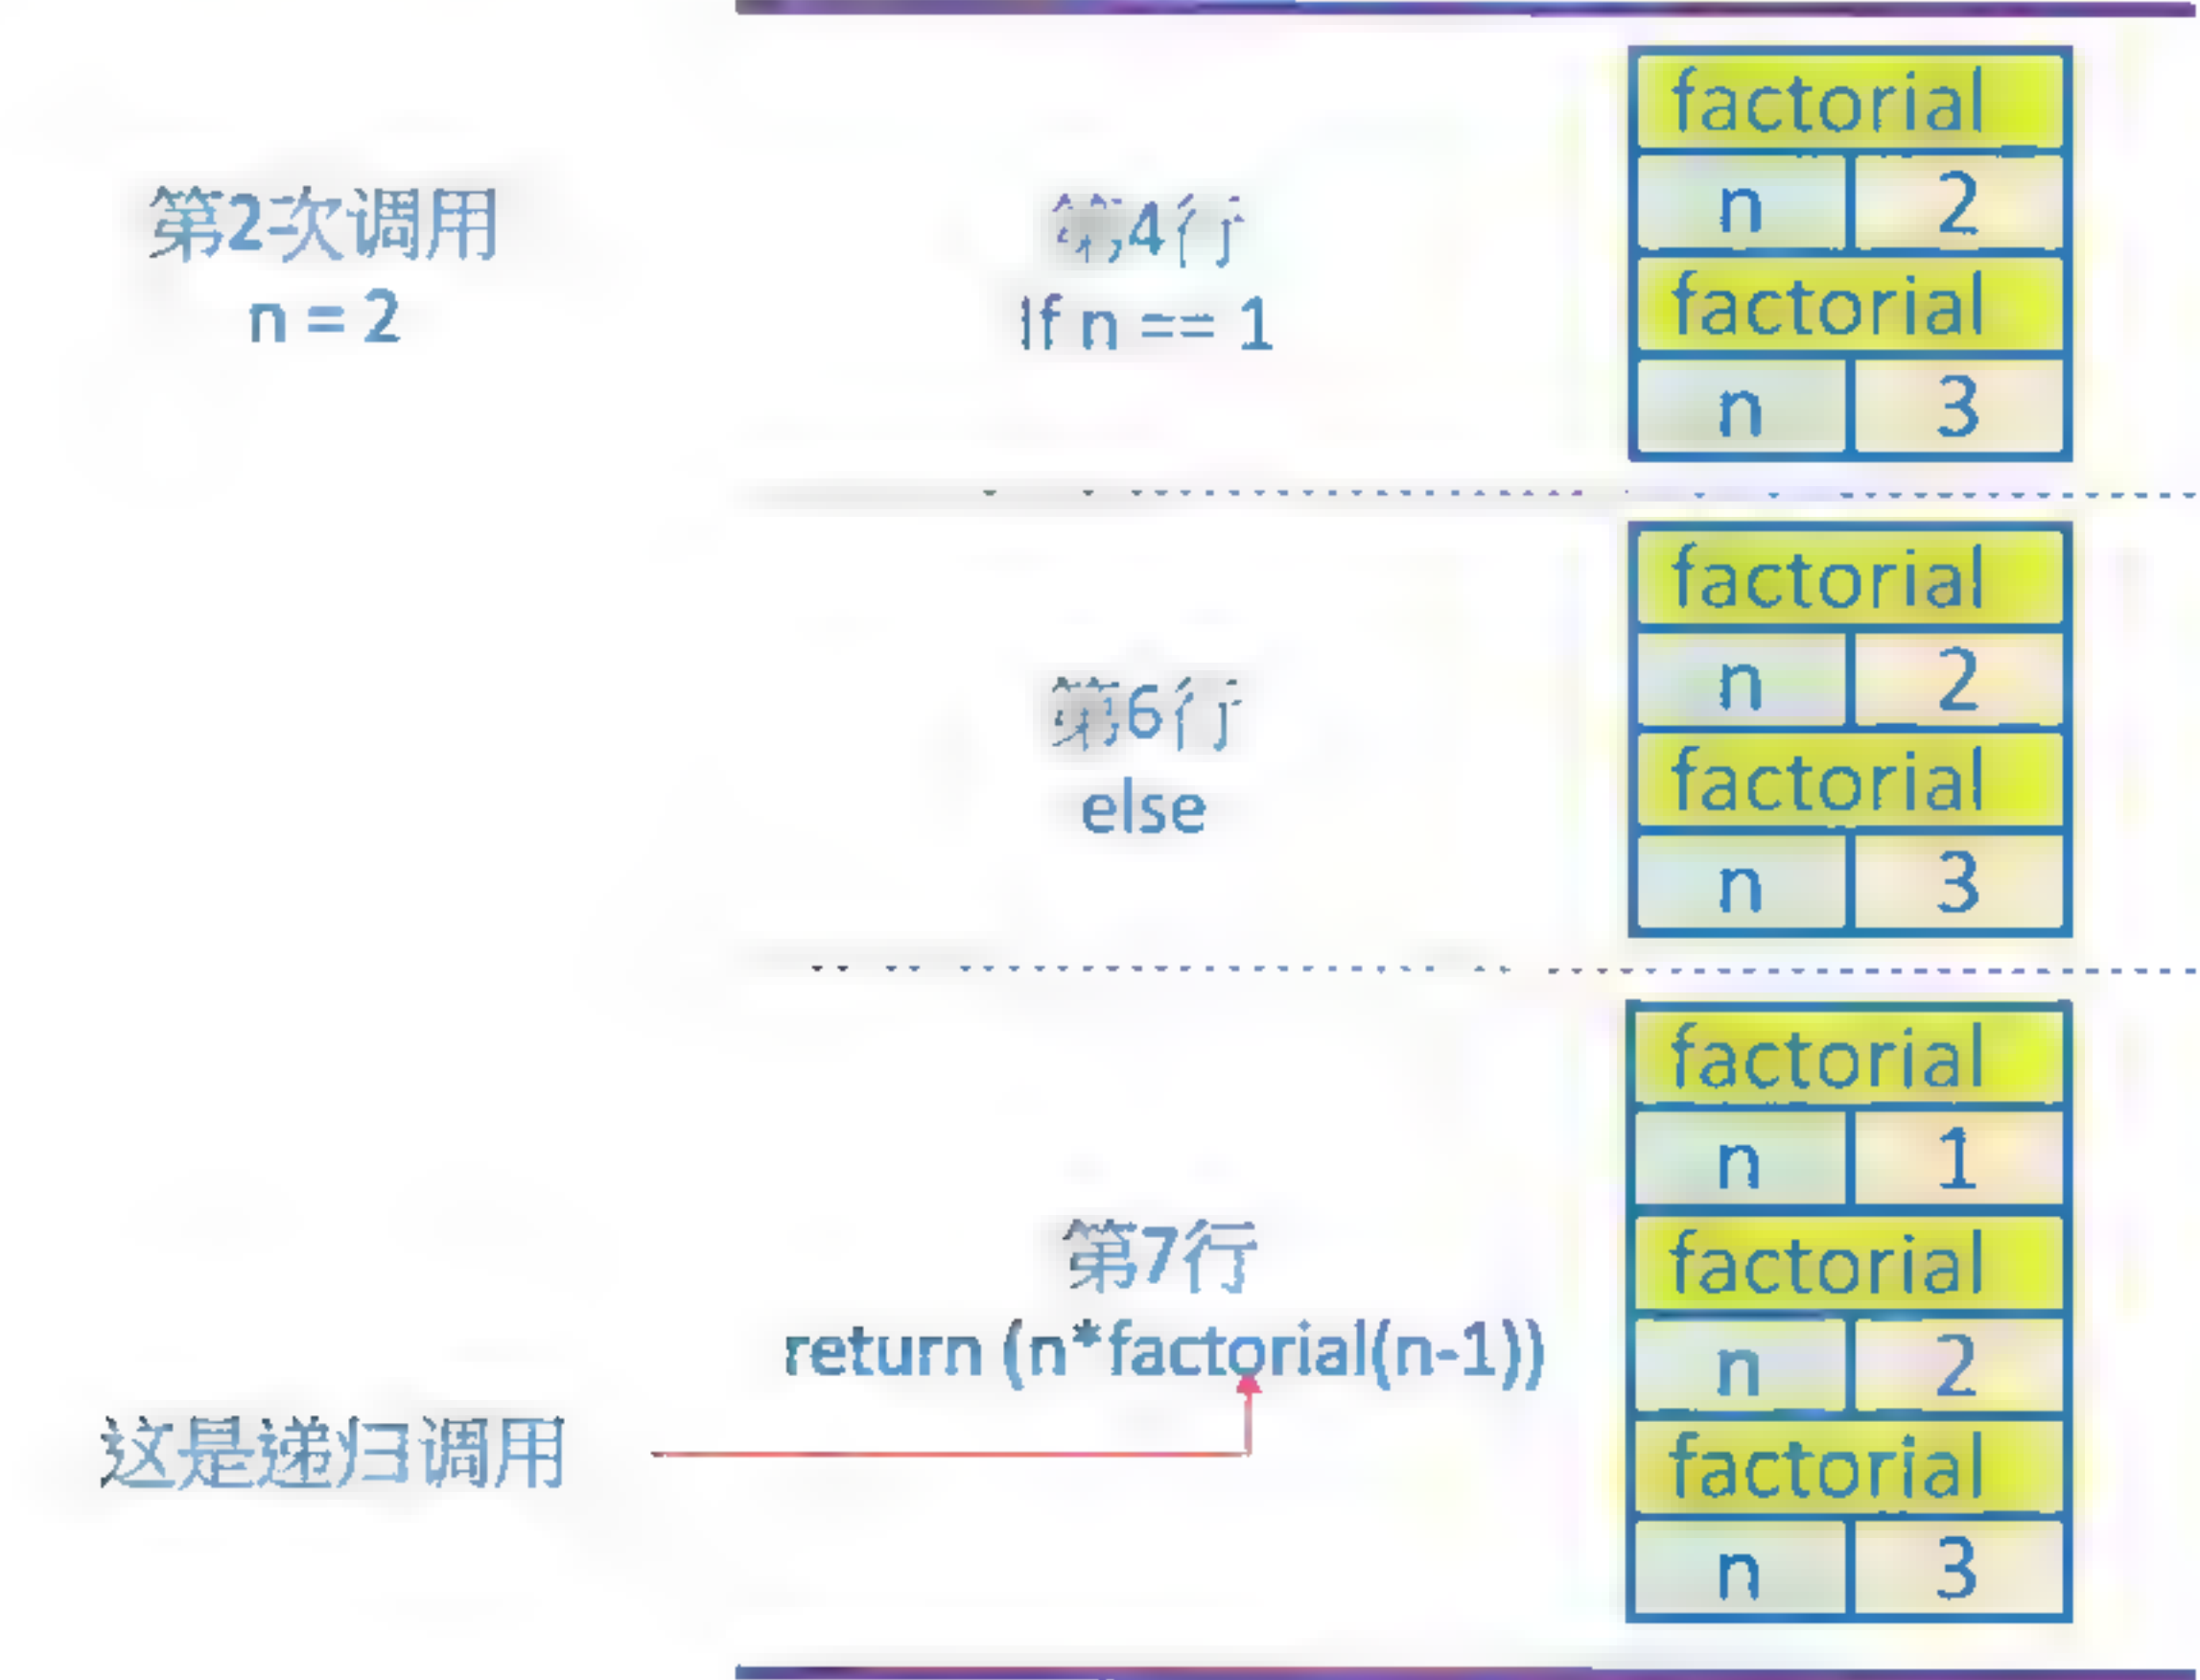 第2次调用
n = 2
第4行
If n == 1
factorial
n 2
factorial
n 3
第6行
else
factorial
n 2
factorial
n 3
第7行
return (n*factorial(n-1))
这是递归调用
factorial
n 1
factorial
n 2
factorial
n 3